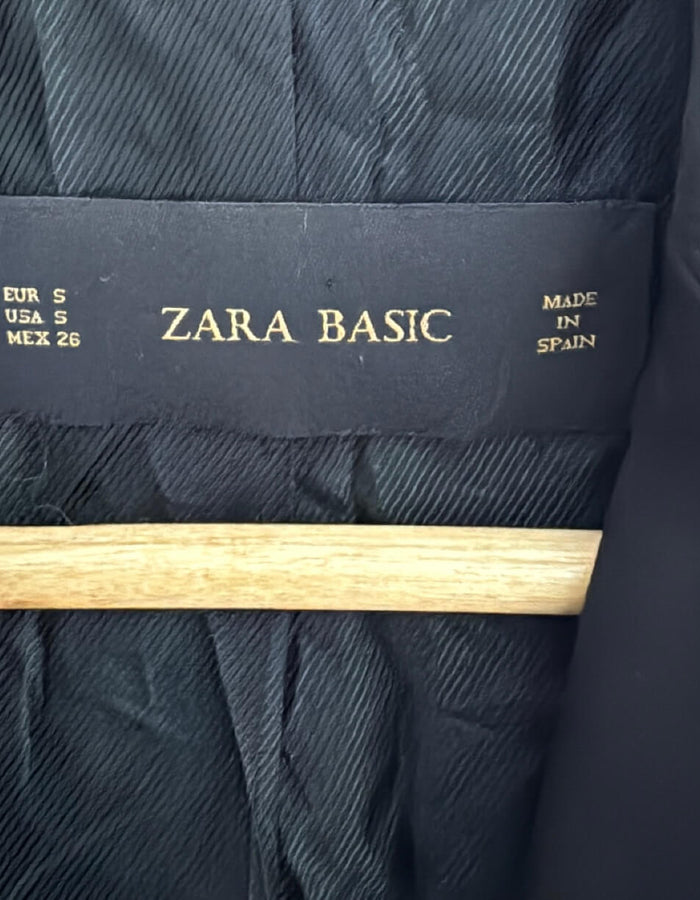 EUR S
USA S
MEX 26
ZARA BASIC
MADE
IN
SPAIN